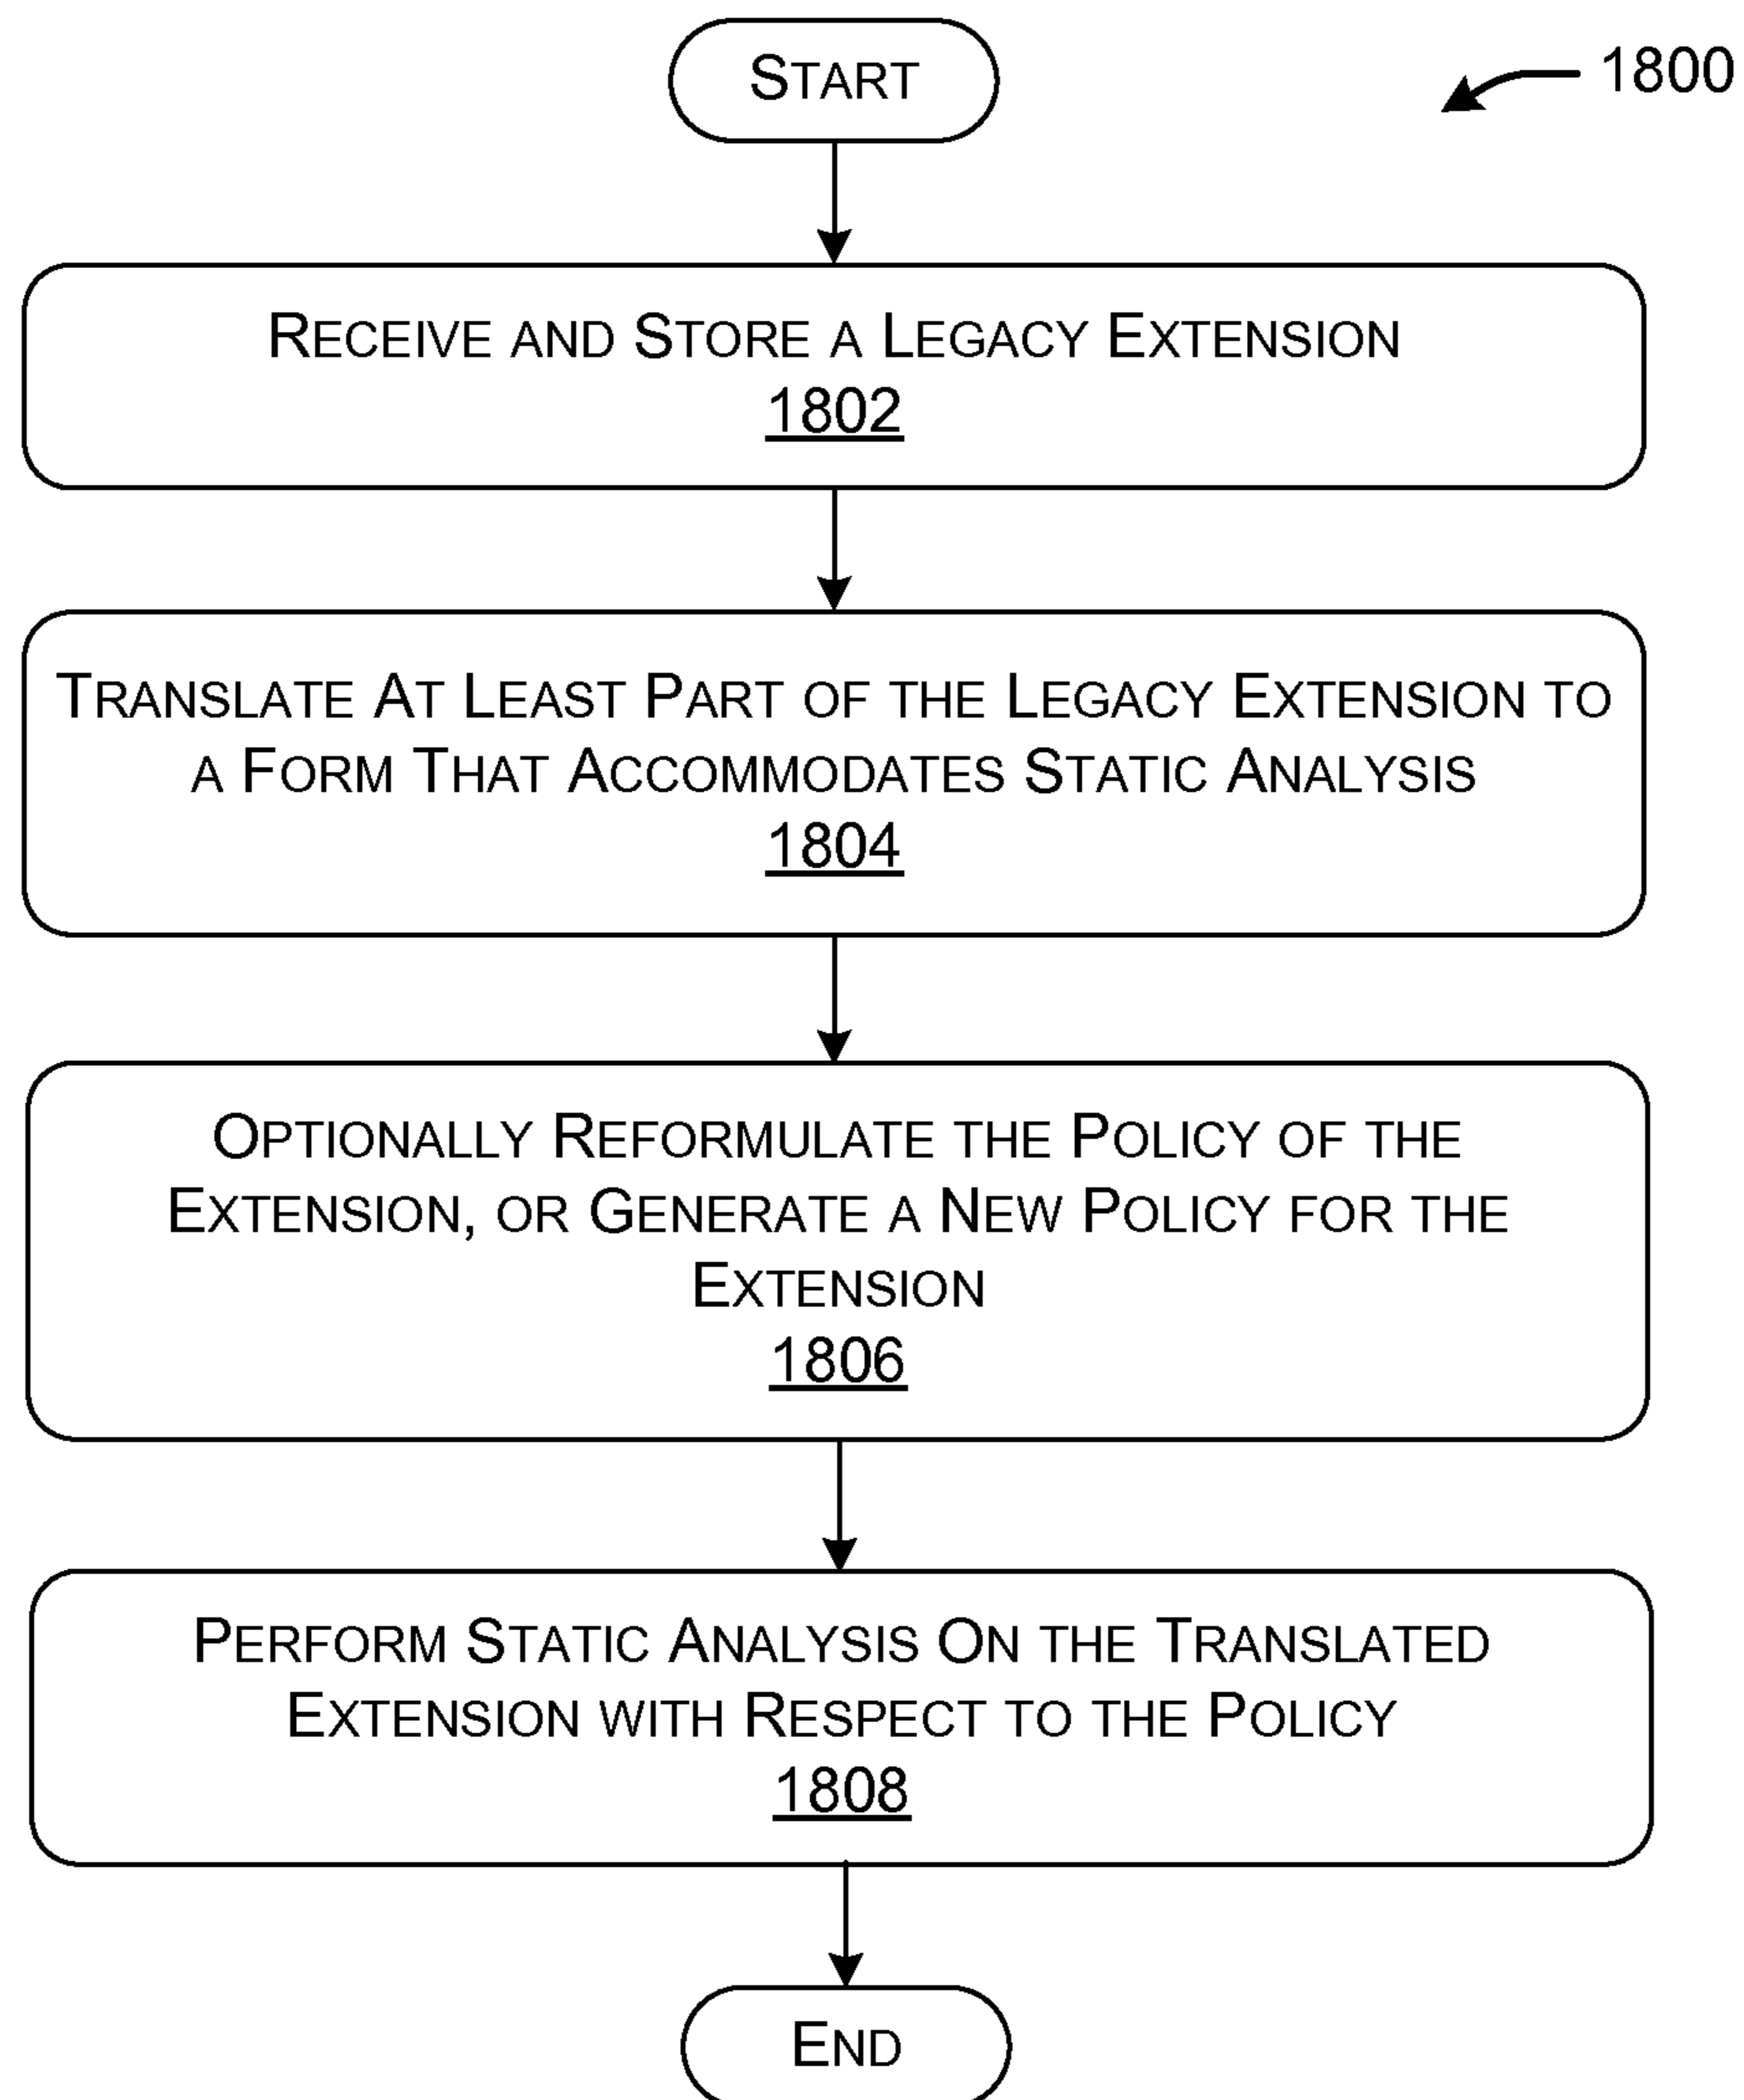 START
1800
RECEIVE AND STORE A LEGACY EXTENSION
1802
TRANSLATE AT LEAST PART OF THE LEGACY EXTENSION TO
A FORM THAT ACCOMMODATES STATIC ANALYSIS
1804
OPTIONALLY REFORMULATE THE POLICY OF THE
EXTENSION, OR GENERATE A NEW POLICY FOR THE
EXTENSION
1806
PERFORM STATIC ANALYSIS ON THE TRANSLATED
EXTENSION WITH RESPECT TO THE POLICY
1808
END